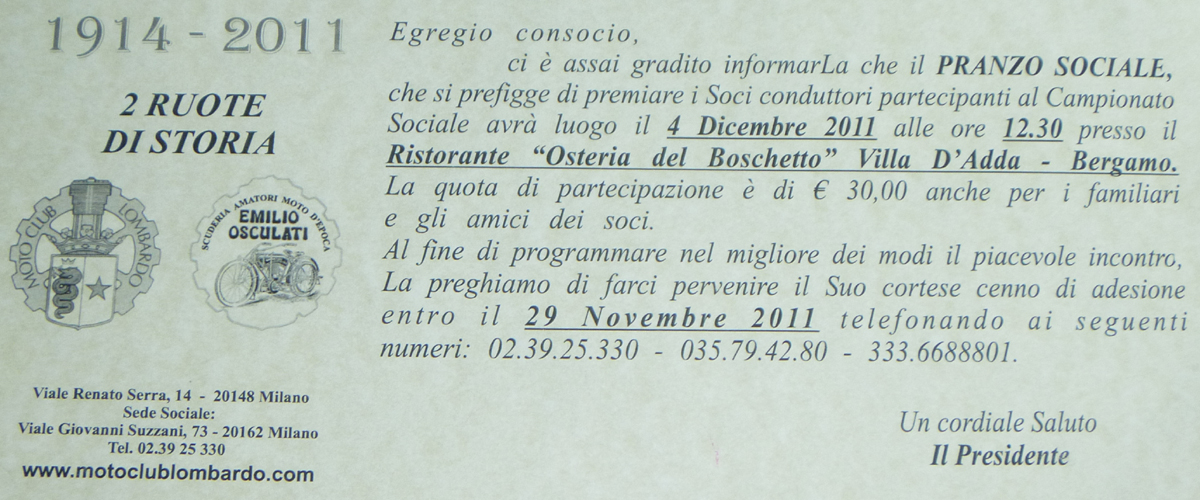 1914 - 2011
2 RUOTE
DI STORIA
MOTO CLUB LOMBARDO
SCUDERIA AMATORI MOTO D'EPOCA
EMILIO
OSCULATI
Viale Renato Serra, 14 - 20148 Milano
Sede Sociale:
Viale Giovanni Suzzani, 73 - 20162 Milano
Tel. 02.39 25 330
www.motoclublombardo.com
Egregio consocio,
ci è assai gradito informarLa che il PRANZO SOCIALE,
che si prefigge di premiare i Soci conduttori partecipanti al Campionato
Sociale avrà luogo il 4 Dicembre 2011 alle ore 12.30 presso il
Ristorante “Osteria del Boschetto” Villa D’Adda - Bergamo.
La quota di partecipazione è di € 30,00 anche per i familiari
e gli amici dei soci.
Al fine di programmare nel migliore dei modi il piacevole incontro,
La preghiamo di farci pervenire il Suo cortese cenno di adesione
entro il 29 Novembre 2011 telefonando ai seguenti
numeri: 02.39.25.330 - 035.79.42.80 - 333.6688801.
Un cordiale Saluto
Il Presidente